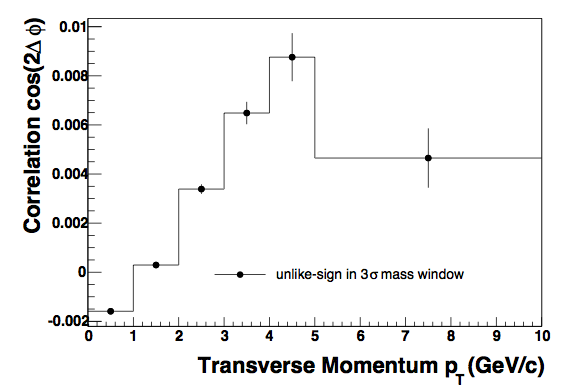 Correlation cos(2Δ φ)
0.01
0.008
0.006
0.004
0.002
0
-0.002
unlike-sign in 3σ mass window
0 1 2 3 4 5 6 7 8 9 10
Transverse Momentum p_T (GeV/c)